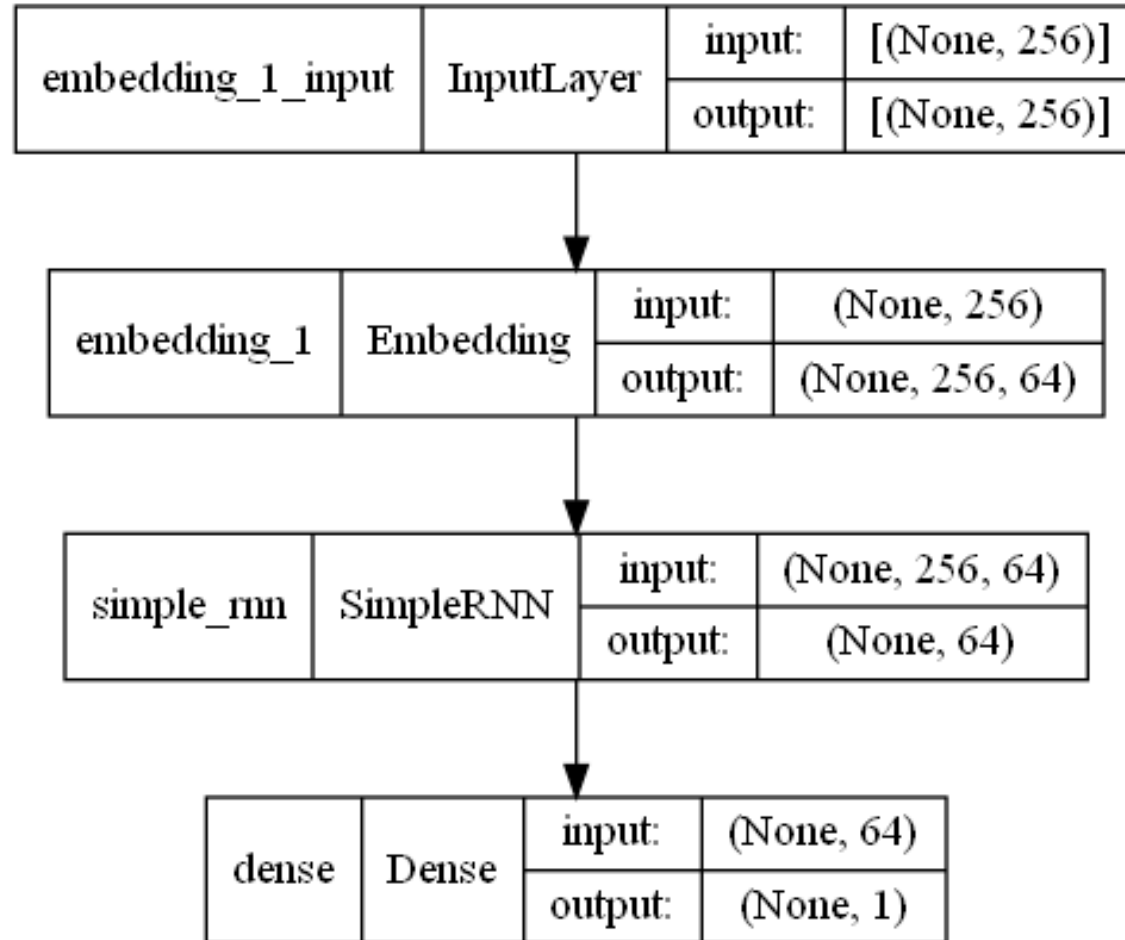 embedding_1_input InputLayer input: [(None, 256)]
output: [(None, 256)]
embedding_1 Embedding input: (None, 256)
output: (None, 256, 64)
simple_rnn SimpleRNN input: (None, 256, 64)
output: (None, 64)
dense Dense input: (None, 64)
output: (None, 1)